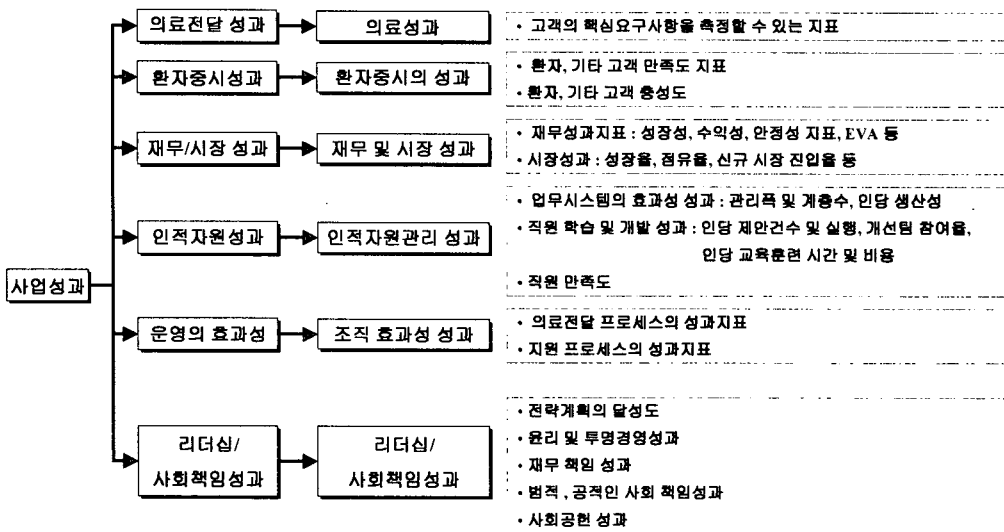 의료전달 성과
의료성과
• 고객의 핵심요구사항을 측정할 수 있는 지표
환자중시성과
환자중시의 성과
• 환자, 기타 고객 만족도 지표
• 환자, 기타 고객 충성도
재무/시장 성과
재무 및 시장 성과
• 재무성과지표 : 성장성, 수익성, 안정성 지표, EVA 등
• 시장성과 : 성장율, 점유율, 신규 시장 진입율 등
인적자원성과
인적자원관리 성과
• 업무시스템의 효과성 성과 : 관리폭 및 계층수, 인당 생산성
• 직원 학습 및 개발 성과 : 인당 제안건수 및 실행, 개선팀 참여율,
인당 교육훈련 시간 및 비용
• 직원 만족도
사업성과
운영의 효과성
조직 효과성 성과
• 의료전달 프로세스의 성과지표
• 지원 프로세스의 성과지표
리더십/
사회책임성과
리더십/
사회책임성과
• 전략계획의 달성도
• 윤리 및 투명경영성과
• 재무 책임 성과
• 법적, 공적인 사회 책임성과
• 사회공헌 성과